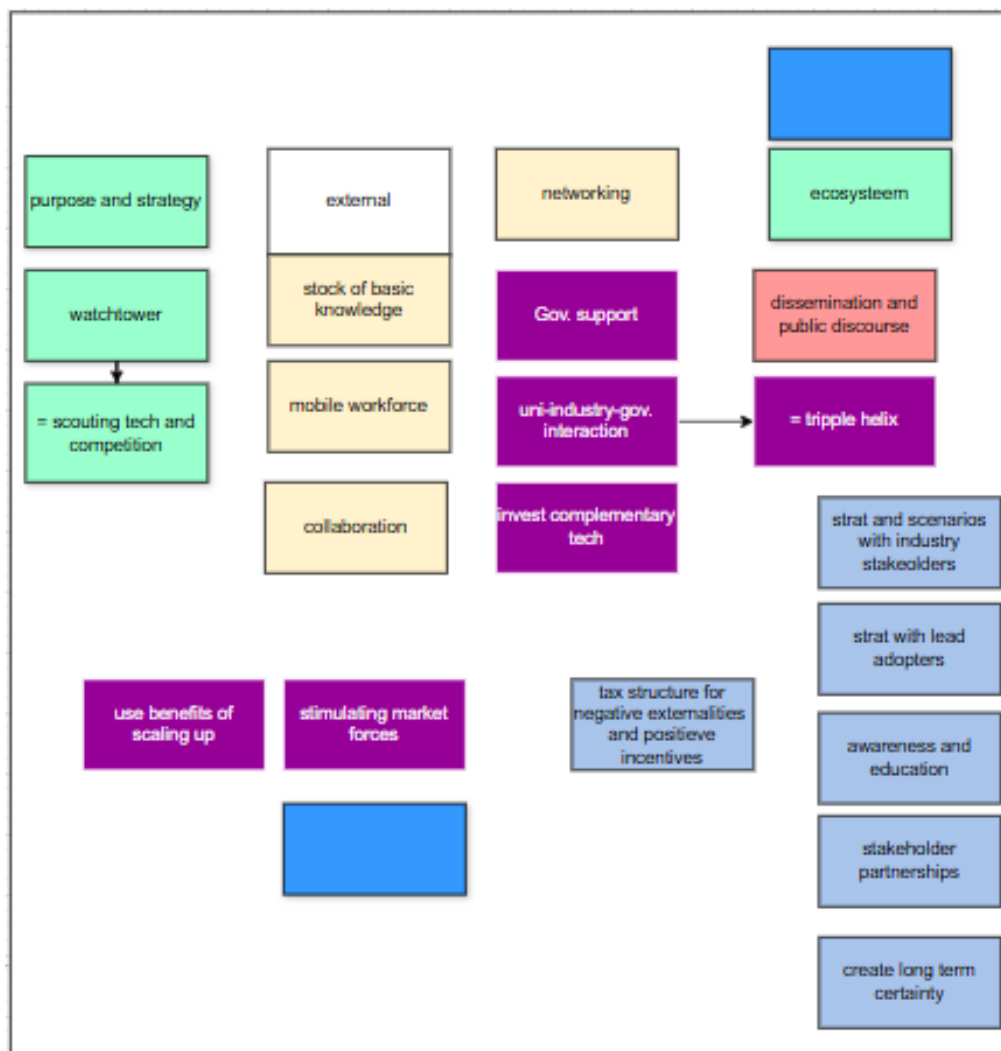 purpose and strategy
external
networking
ecosysteem
watchtower
stock of basic
knowledge
Gov. support
dissemination and
public discourse
= scouting tech and
competition
mobile workforce
uni-industry-gov.
interaction
= tripple helix
collaboration
invest complementary
tech
strat and scenarios
with industry
stakeolders
strat with lead
adopters
use benefits of
scaling up
stimulating market
forces
tax structure for
negative externalities
and positieve
incentives
awareness and
education
stakeholder
partnerships
create long term
certainty